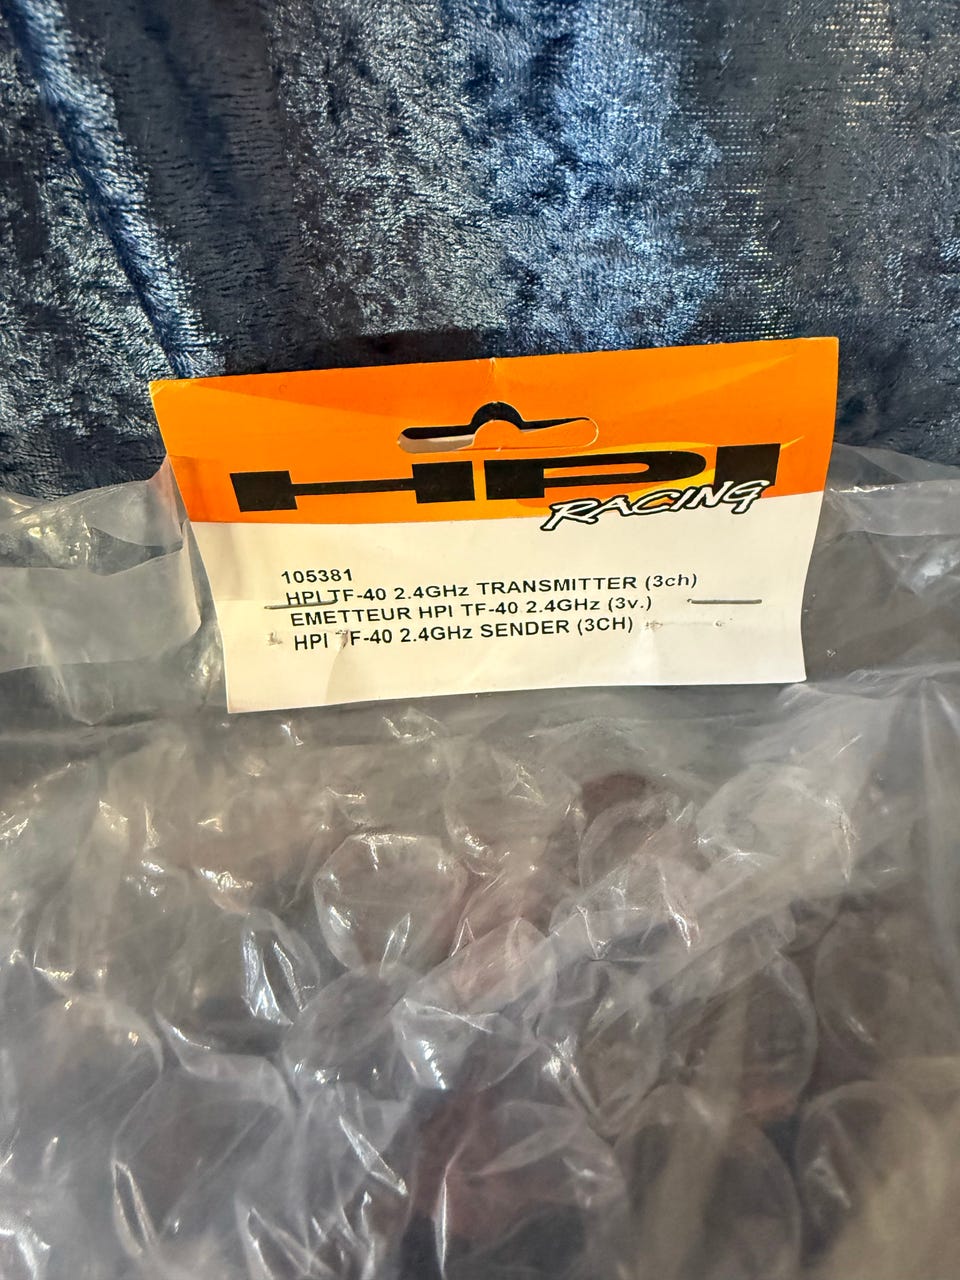 HPI
RACING
105381
HPI TF-40 2.4GHz TRANSMITTER (3ch)
EMETTEUR HPI TF-40 2.4GHz (3v.)
HPI TF-40 2.4GHz SENDER (3CH)